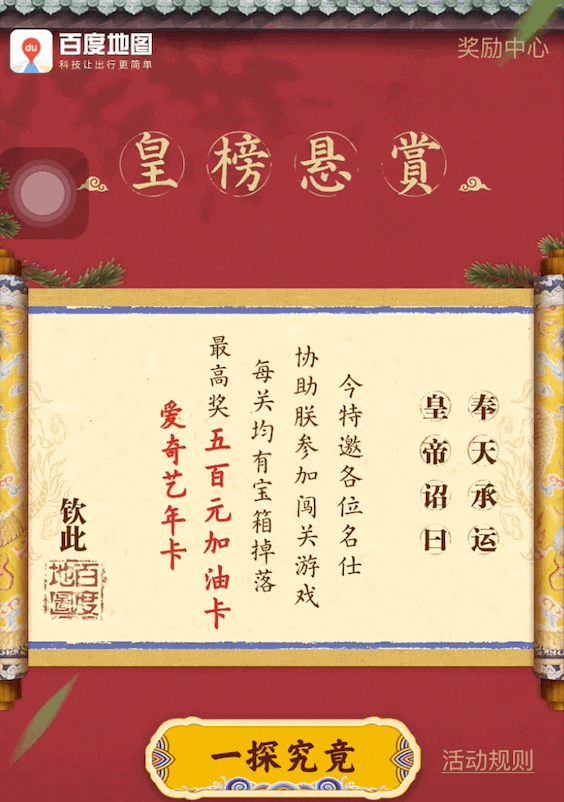 du
百度地图
科技让出行更简单
奖励中心
皇榜悬賞
奉天承运
皇帝诏曰
今特邀各位名仕
协助朕参加闯关游戏
每关均有宝箱掉落
最高奖五百元加油卡
爱奇艺年卡
钦此
百度
地圖
一探究竟
活动规则